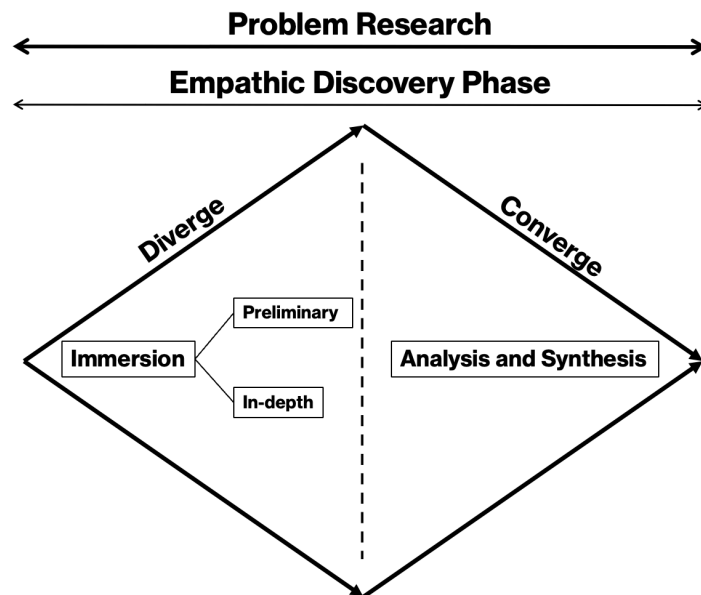 Problem Research
Empathic Discovery Phase
Diverge
Converge
Preliminary
Immersion
Analysis and Synthesis
In-depth